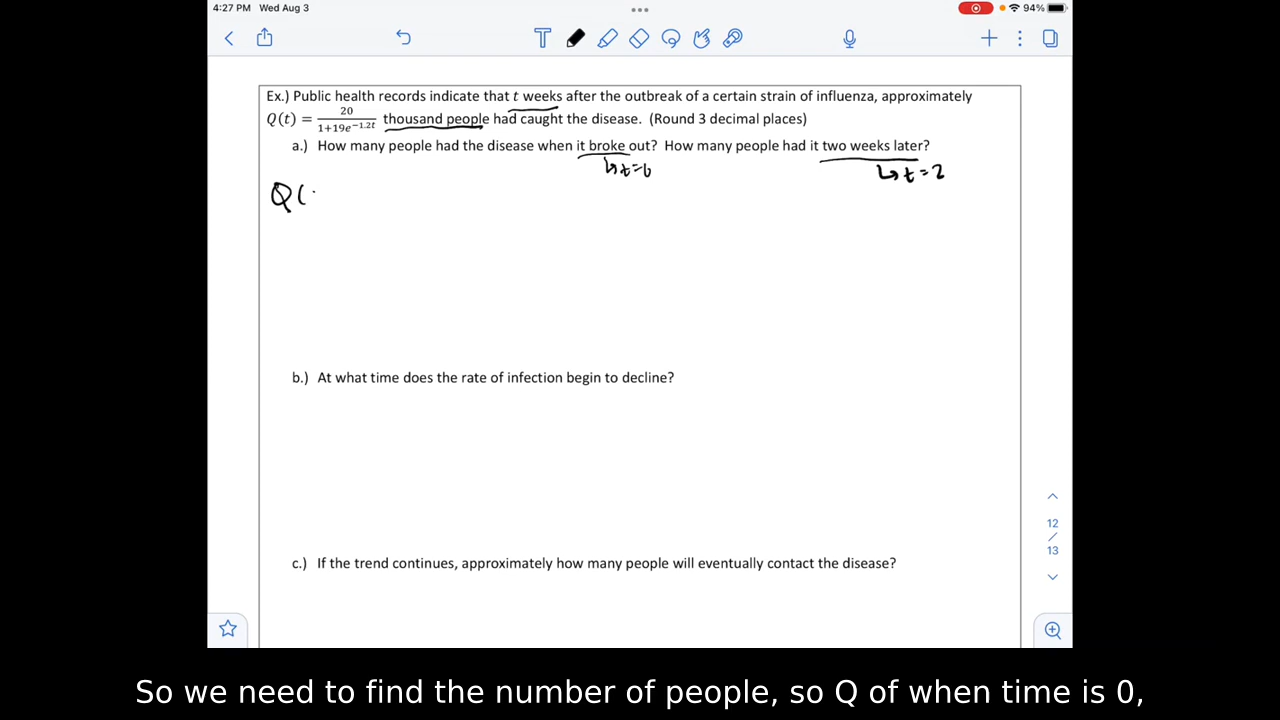 4:27 PM Wed Aug 3
94%
Ex.) Public health records indicate that t weeks after the outbreak of a certain strain of influenza, approximately
Q(t) = 20/(1+19e^(−1.2t)) thousand people had caught the disease. (Round 3 decimal places)
a.) How many people had the disease when it broke out? How many people had it two weeks later?
↳ t=0
↳ t=2
Q(
b.) At what time does the rate of infection begin to decline?
c.) If the trend continues, approximately how many people will eventually contact the disease?
12
/
13
So we need to find the number of people, so Q of when time is 0,